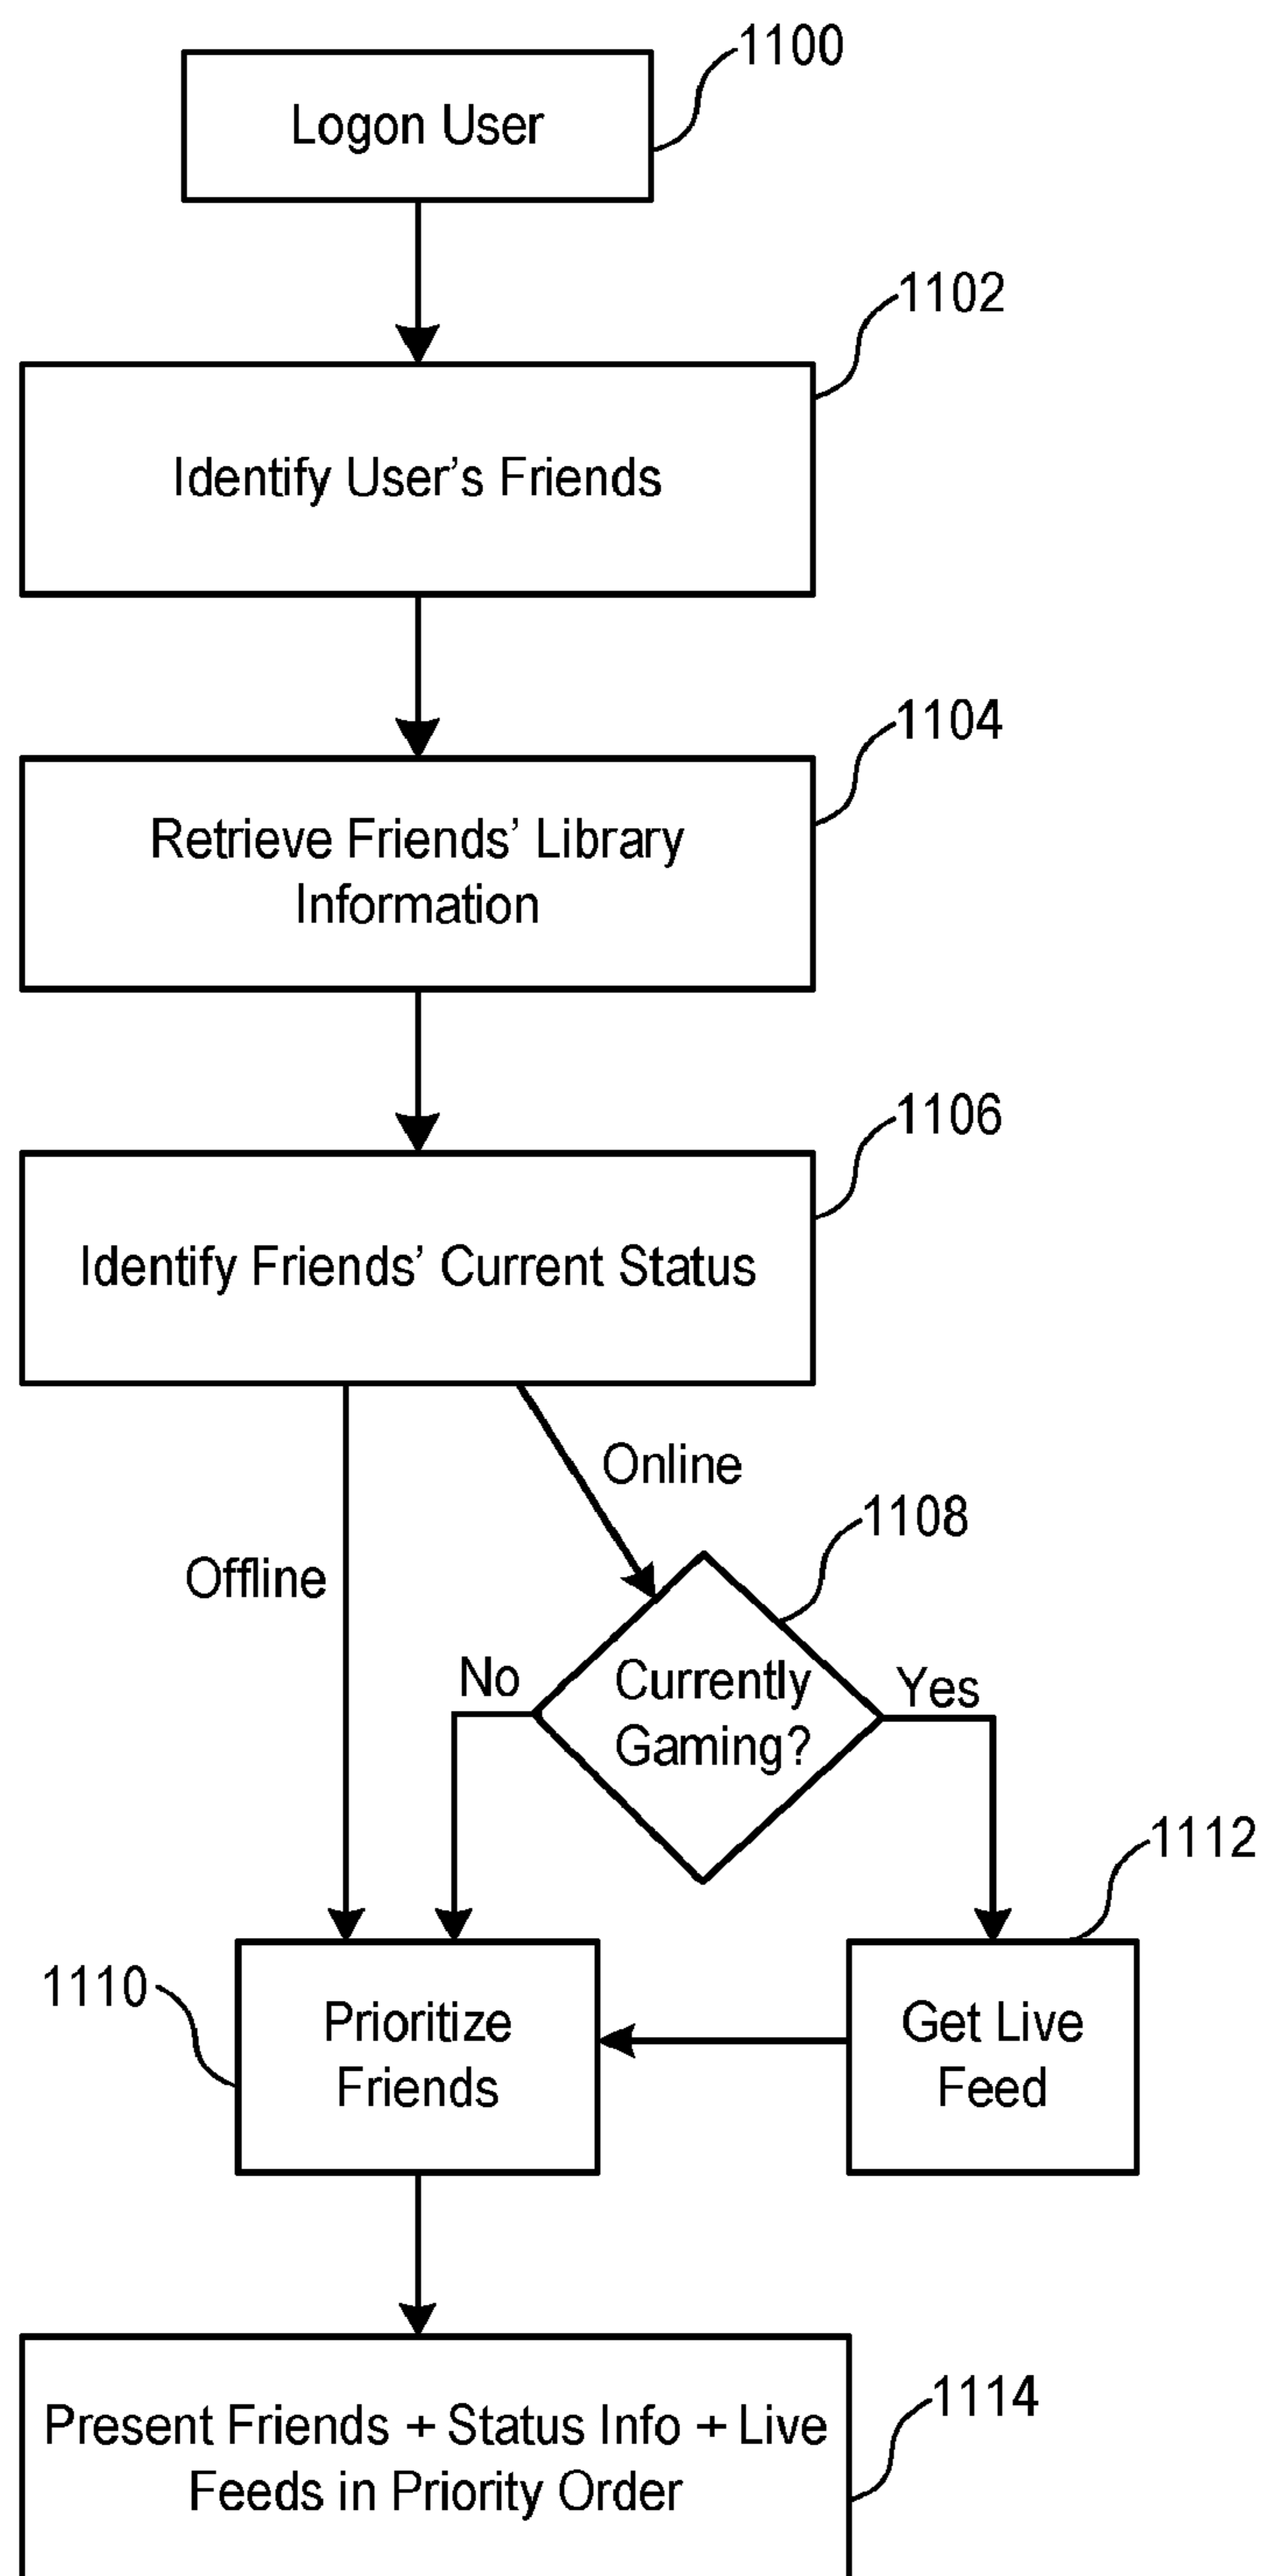 1100
Logon User
1102
Identify User's Friends
1104
Retrieve Friends' Library
Information
1106
Identify Friends' Current Status
Online
Offline
1108
No
Currently
Gaming?
Yes
1112
1110
Prioritize
Friends
Get Live
Feed
1114
Present Friends + Status Info + Live
Feeds in Priority Order